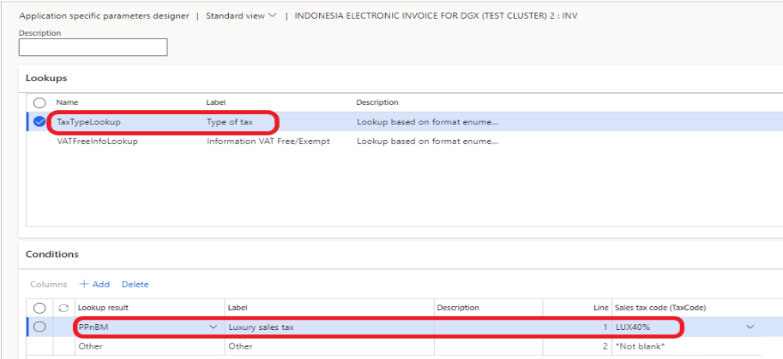 Application specific parameters designer | Standard view | INDONESIA ELECTRONIC INVOICE FOR DGX (TEST CLUSTER) 2 : INV
Description
Lookups
Name Label Description
TaxTypeLookup Type of tax Lookup based on format enume...
VATFreeInfoLookup Information VAT Free/Exempt Lookup based on format enume...
Conditions
Columns + Add Delete
Lookup result Label Description Line Sales tax code (TaxCode)
PPnBM Luxury sales tax 1 LUX40%
Other Other 2 *Not blank*